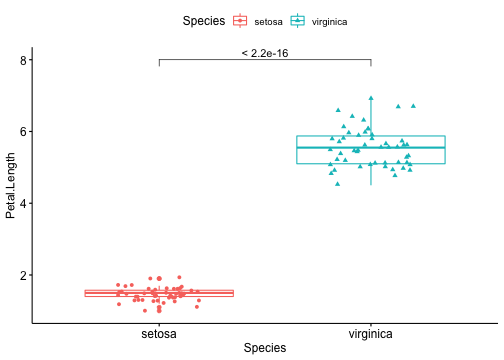 Species setosa virginica
< 2.2e-16
8
6
4
2
Petal.Length
setosa virginica
Species